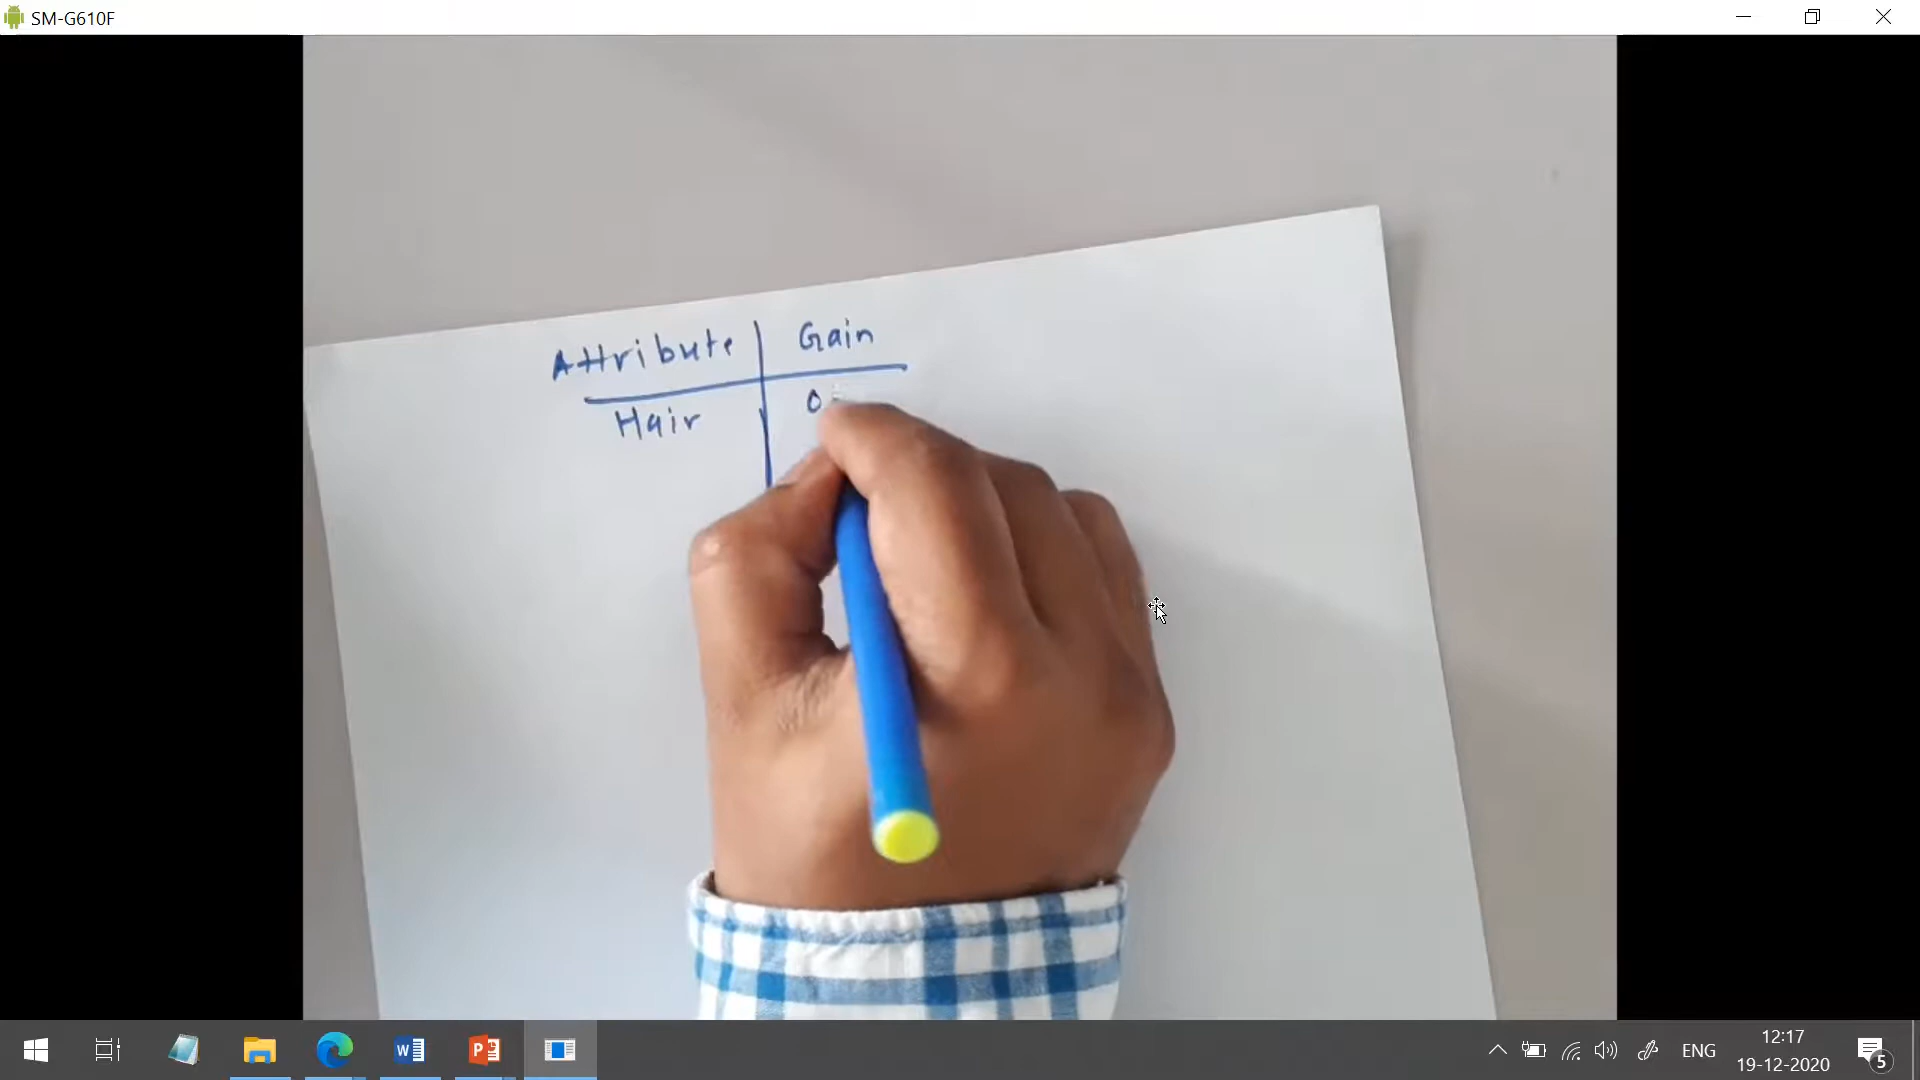 SM-G610F
Attribute Gain
Hair 0.
ENG
12:17
19-12-2020
5